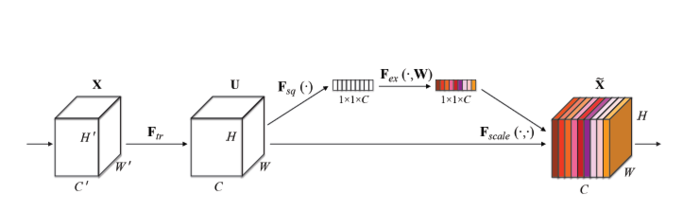 X
U
X̃
F_sq (·)
F_ex (·,W)
1×1×C
1×1×C
F_tr
F_scale (·,·)
H'
W'
C'
H
W
C
H
W
C